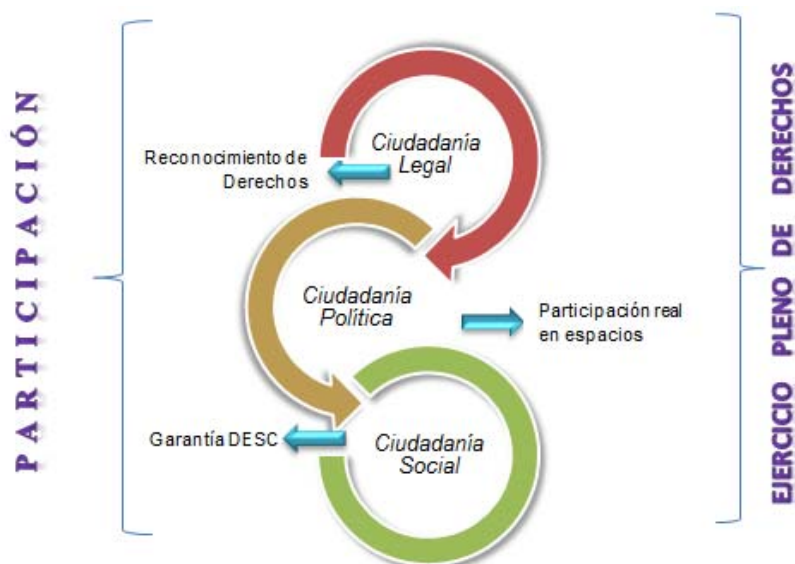 PARTICIPACIÓN
Ciudadanía
Legal
Reconocimiento de
Derechos
Ciudadanía
Política
Participación real
en espacios
Garantía DESC
Ciudadanía
Social
EJERCICIO PLENO DE DERECHOS